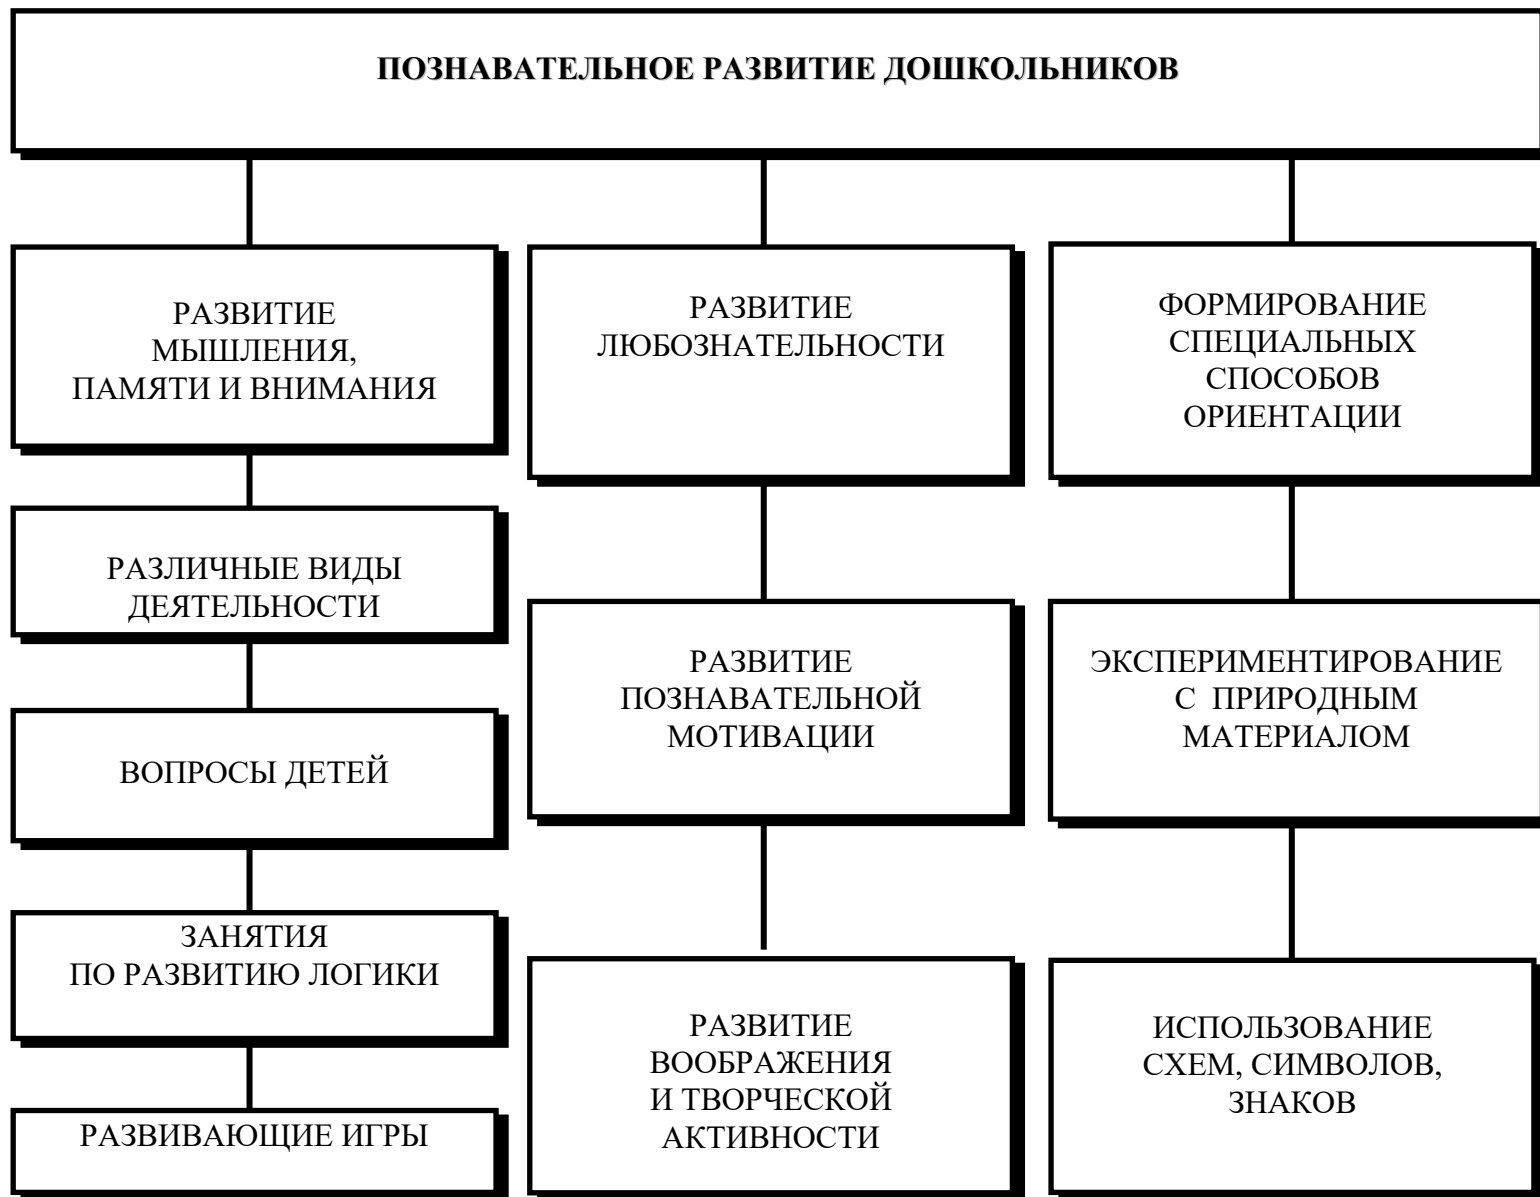 ПОЗНАВАТЕЛЬНОЕ РАЗВИТИЕ ДОШКОЛЬНИКОВ
РАЗВИТИЕ
МЫШЛЕНИЯ,
ПАМЯТИ И ВНИМАНИЯ
РАЗЛИЧНЫЕ ВИДЫ
ДЕЯТЕЛЬНОСТИ
ВОПРОСЫ ДЕТЕЙ
ЗАНЯТИЯ
ПО РАЗВИТИЮ ЛОГИКИ
РАЗВИВАЮЩИЕ ИГРЫ
РАЗВИТИЕ
ЛЮБОЗНАТЕЛЬНОСТИ
РАЗВИТИЕ
ПОЗНАВАТЕЛЬНОЙ
МОТИВАЦИИ
РАЗВИТИЕ
ВООБРАЖЕНИЯ
И ТВОРЧЕСКОЙ
АКТИВНОСТИ
ФОРМИРОВАНИЕ
СПЕЦИАЛЬНЫХ
СПОСОБОВ
ОРИЕНТАЦИИ
ЭКСПЕРИМЕНТИРОВАНИЕ
С ПРИРОДНЫМ
МАТЕРИАЛОМ
ИСПОЛЬЗОВАНИЕ
СХЕМ, СИМВОЛОВ,
ЗНАКОВ